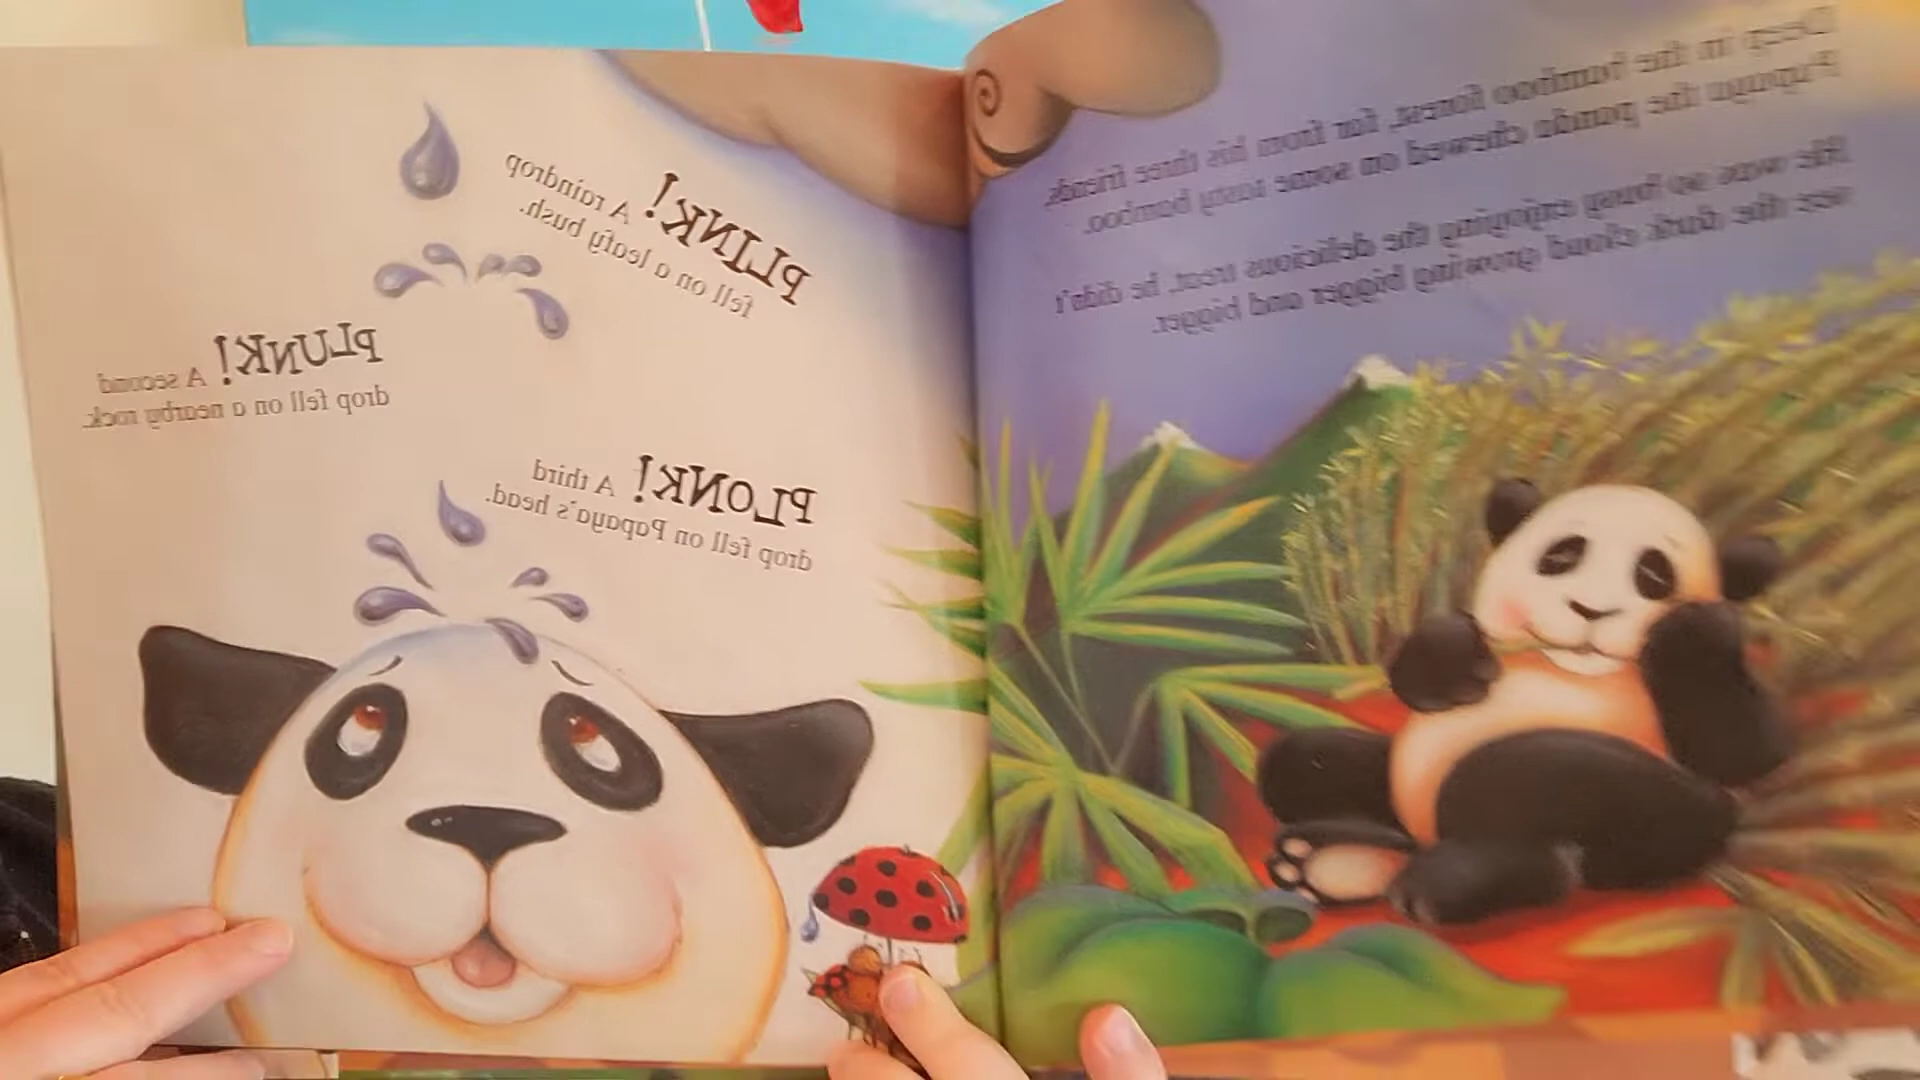 Deep in the bamboo forest, far from his three friends,
Papaya the panda chewed on some tasty bamboo.
He was so busy enjoying the delicious treat, he didn't
see the dark cloud growing bigger and bigger.
PLINK! A raindrop
fell on a leafy bush.
PLUNK! A second
drop fell on a nearby rock.
PLONK! A third
drop fell on Papaya's head.